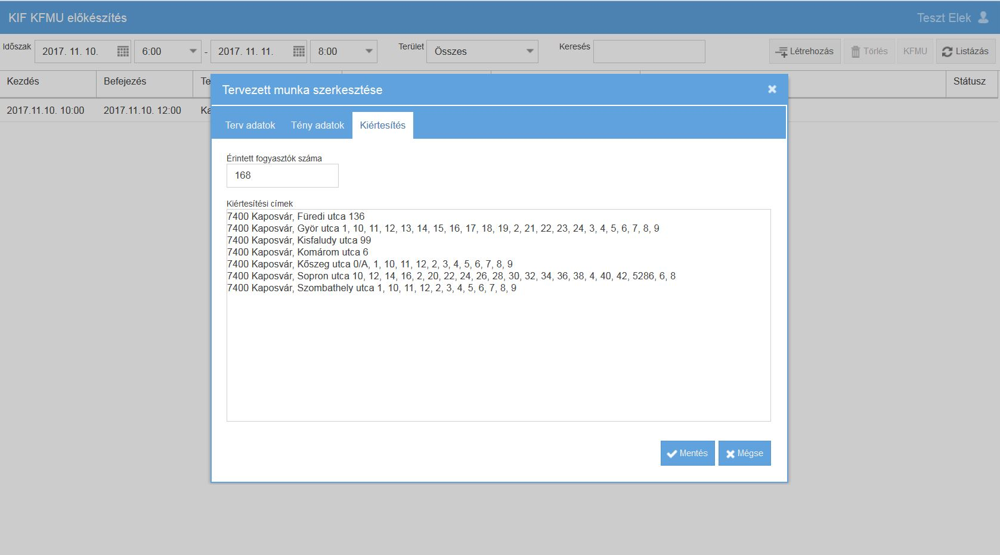 KIF KFMU előkészítés
Teszt Elek
Időszak 2017. 11. 10. 6:00 - 2017. 11. 11. 8:00 Terület Összes Keresés Létrehozás Törlés KFMU Listázás
Kezdés Befejezés Te Státusz
2017.11.10. 10:00 2017.11.10. 12:00 Ka
Tervezett munka szerkesztése
Terv adatok Tény adatok Kiértesítés
Érintett fogyasztók száma
168
Kiértesítési címek
7400 Kaposvár, Füredi utca 136
7400 Kaposvár, Györ utca 1, 10, 11, 12, 13, 14, 15, 16, 17, 18, 19, 2, 21, 22, 23, 24, 3, 4, 5, 6, 7, 8, 9
7400 Kaposvár, Kisfaludy utca 99
7400 Kaposvár, Komárom utca 6
7400 Kaposvár, Kőszeg utca 0/A, 1, 10, 11, 12, 2, 3, 4, 5, 6, 7, 8, 9
7400 Kaposvár, Sopron utca 10, 12, 14, 16, 2, 20, 22, 24, 26, 28, 30, 32, 34, 36, 38, 4, 40, 42, 5286, 6, 8
7400 Kaposvár, Szombathely utca 1, 10, 11, 12, 2, 3, 4, 5, 6, 7, 8, 9
Mentés Mégse